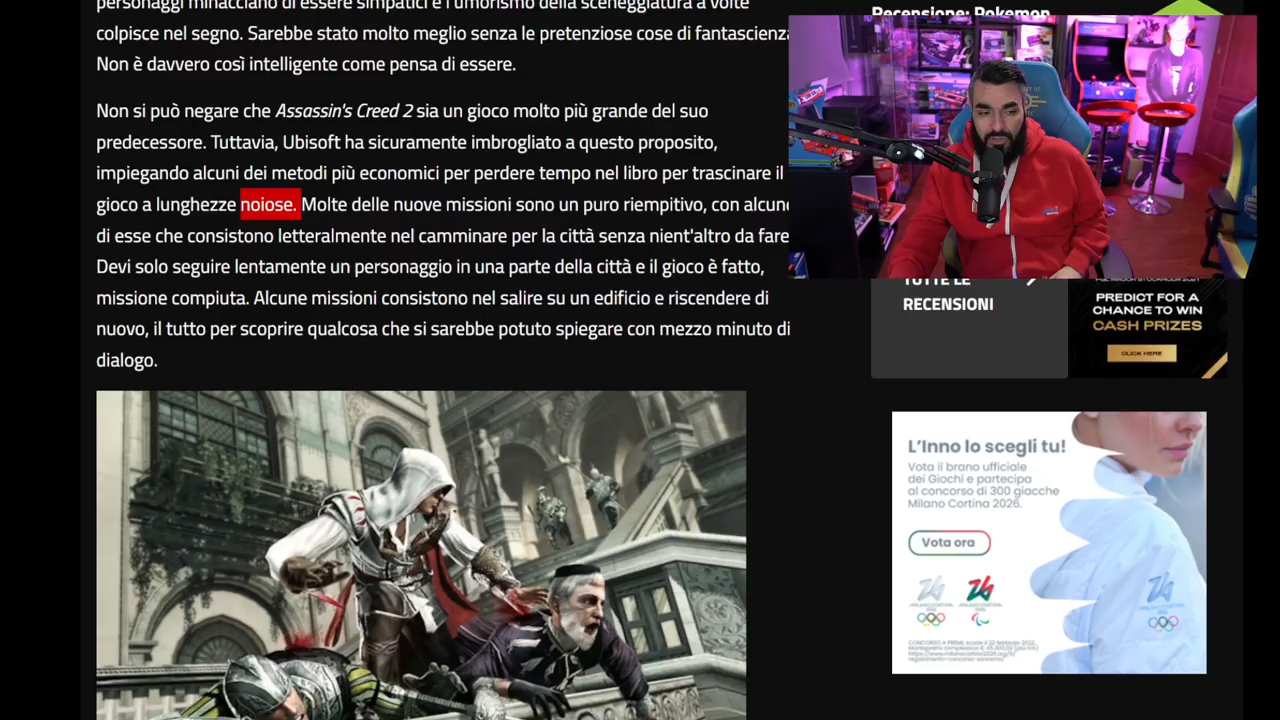 personaggi minacciano di essere simpatici e l'umorismo della sceneggiatura a volte
colpisce nel segno. Sarebbe stato molto meglio senza le pretenziose cose di fantascienza
Non è davvero così intelligente come pensa di essere.
Non si può negare che Assassin's Creed 2 sia un gioco molto più grande del suo
predecessore. Tuttavia, Ubisoft ha sicuramente imbrogliato a questo proposito,
impiegando alcuni dei metodi più economici per perdere tempo nel libro per trascinare il
gioco a lunghezze noiose. Molte delle nuove missioni sono un puro riempitivo, con alcune
di esse che consistono letteralmente nel camminare per la città senza nient'altro da fare
Devi solo seguire lentamente un personaggio in una parte della città e il gioco è fatto,
missione compiuta. Alcune missioni consistono nel salire su un edificio e riscendere di
nuovo, il tutto per scoprire qualcosa che si sarebbe potuto spiegare con mezzo minuto di
dialogo.
Recensione: Pokemon
TUTTE LE
RECENSIONI
PREDICT FOR A
CHANCE TO WIN
CASH PRIZES
CLICK HERE
L'Inno lo scegli tu!
Vota il brano ufficiale
dei Giochi e partecipa
al concorso di 300 giacche
Milano Cortina 2026.
Vota ora